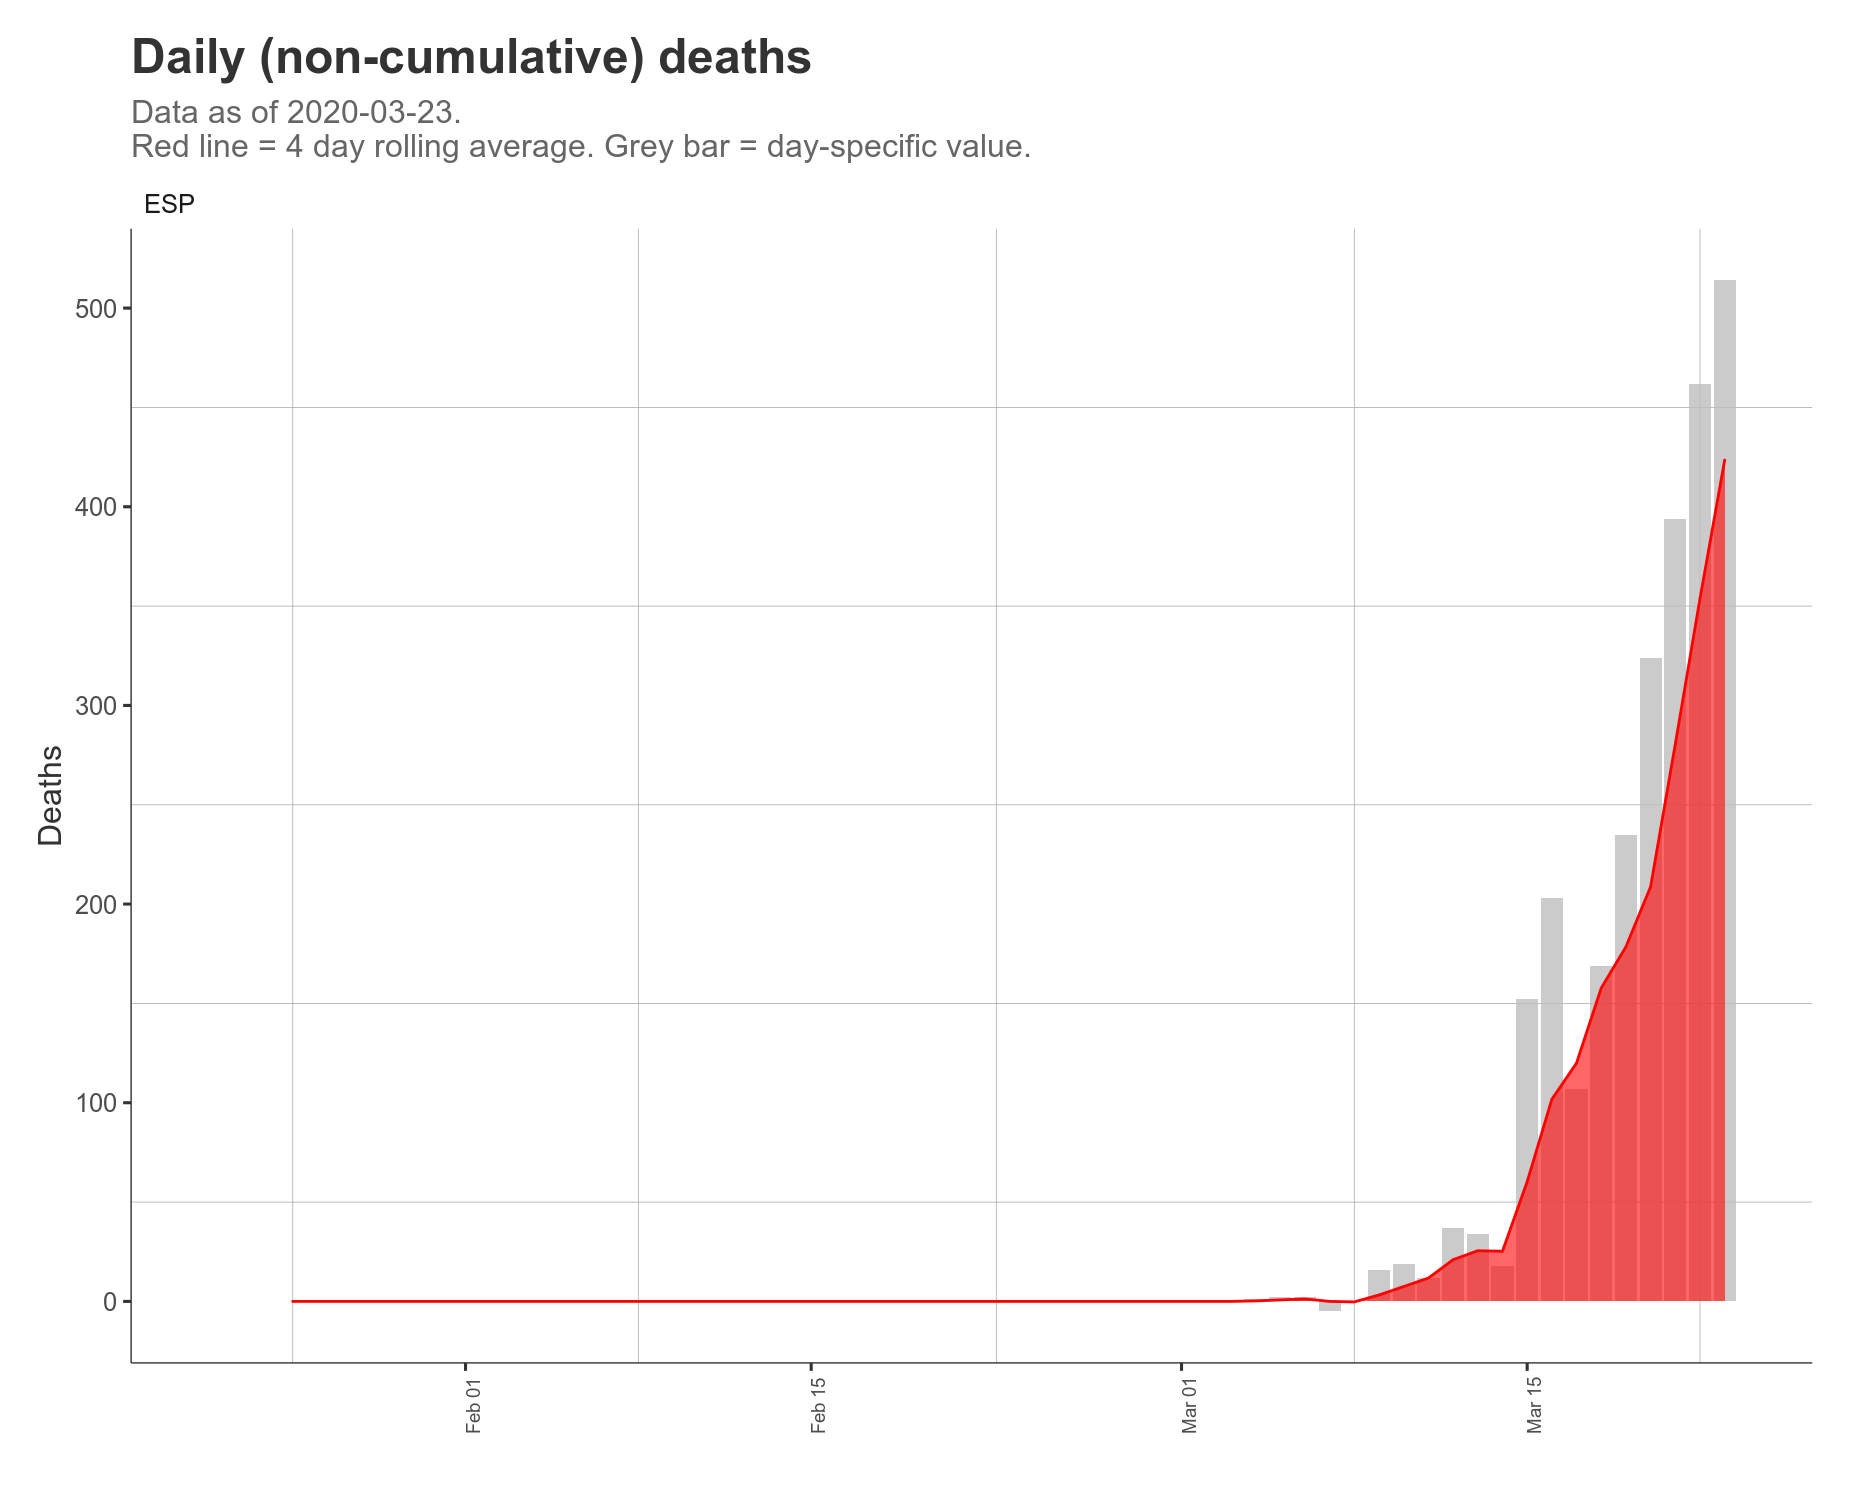 Daily (non-cumulative) deaths
Data as of 2020-03-23.
Red line = 4 day rolling average. Grey bar = day-specific value.
ESP
500
400
300
200
100
0
Deaths
Feb 01
Feb 15
Mar 01
Mar 15